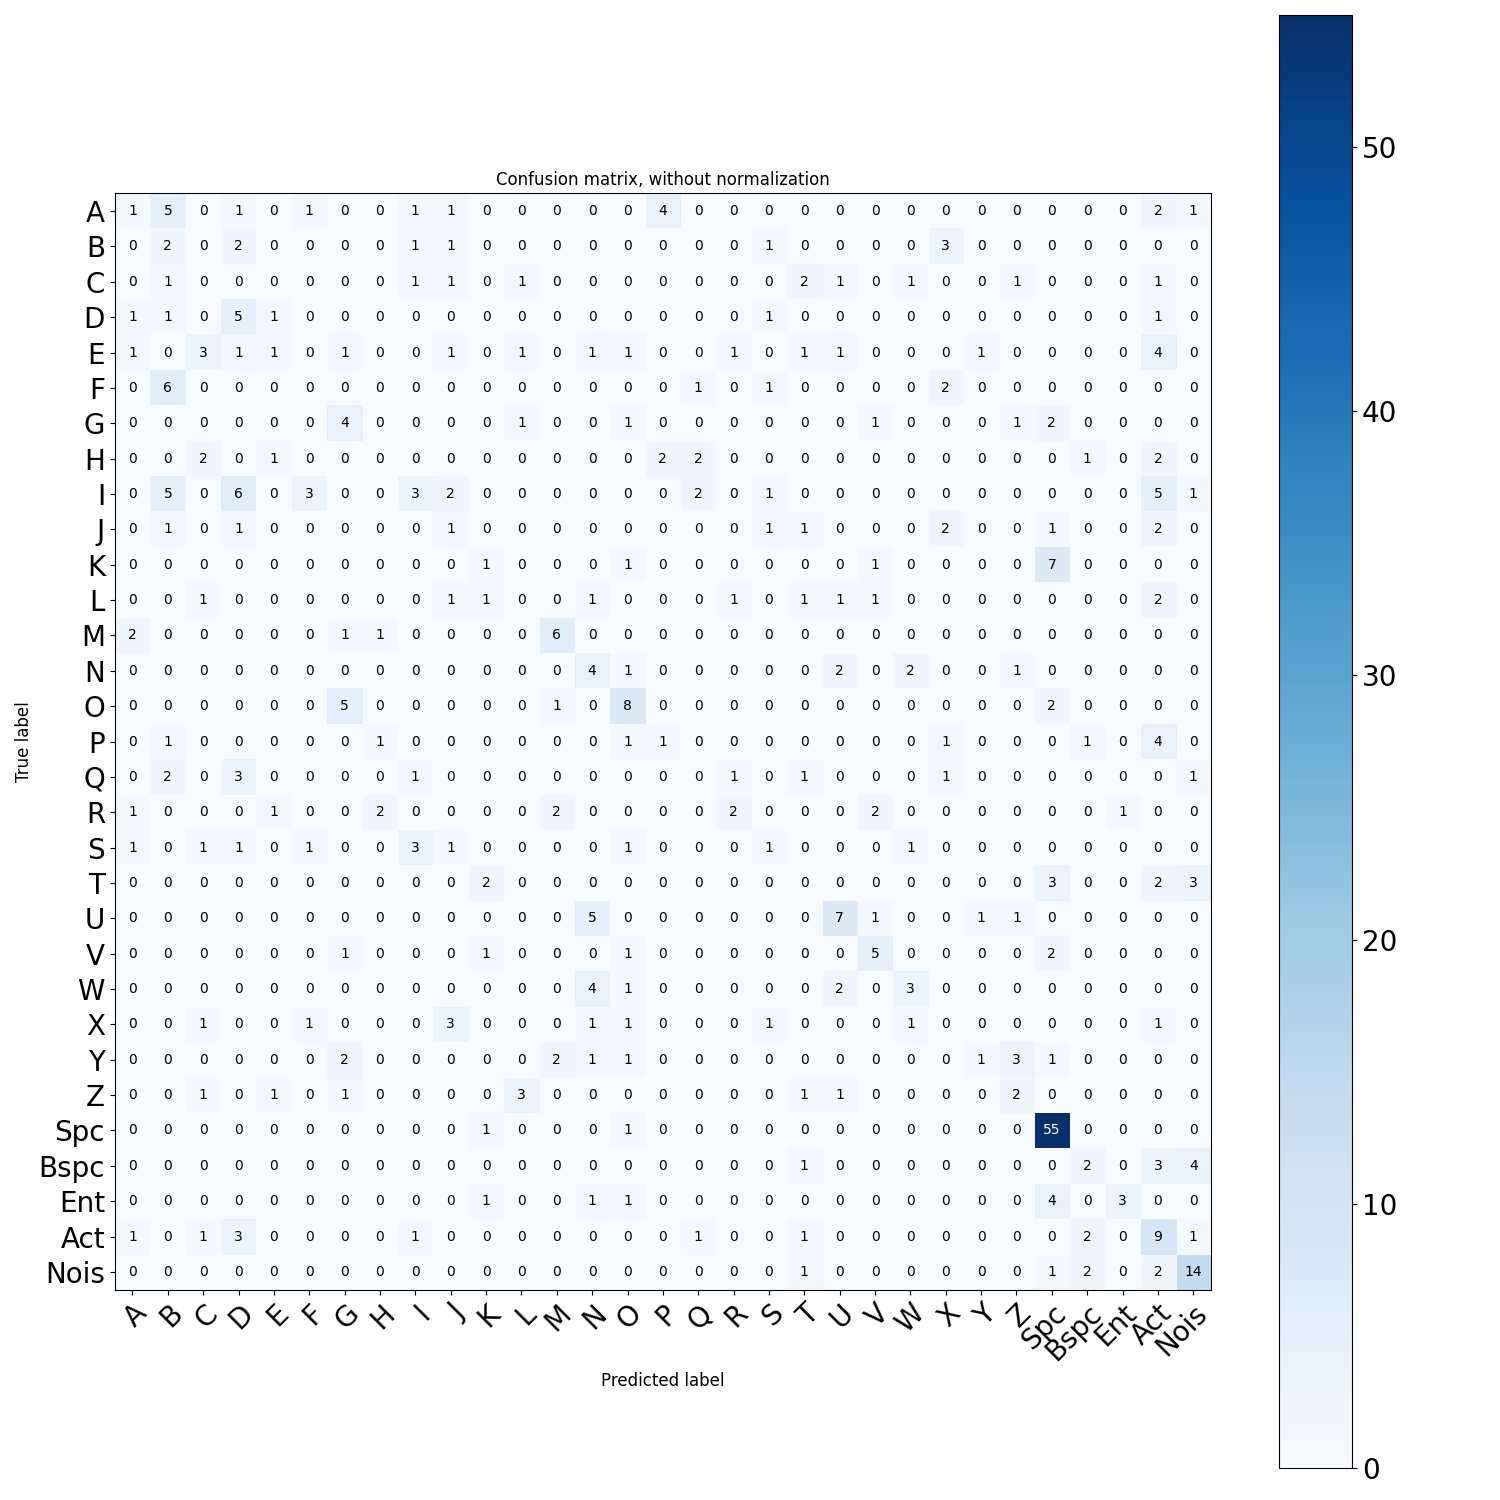 Confusion matrix, without normalization
A 1 5 0 1 0 1 0 0 1 1 0 0 0 0 0 4 0 0 0 0 0 0 0 0 0 0 0 0 0 2 1
B 0 2 0 2 0 0 0 0 1 1 0 0 0 0 0 0 0 0 1 0 0 0 0 3 0 0 0 0 0 0 0
C 0 1 0 0 0 0 0 0 1 1 0 1 0 0 0 0 0 0 0 2 1 0 1 0 0 1 0 0 0 1 0
D 1 1 0 5 1 0 0 0 0 0 0 0 0 0 0 0 0 0 1 0 0 0 0 0 0 0 0 0 0 1 0
E 1 0 3 1 1 0 1 0 0 1 0 1 0 1 1 0 0 1 0 1 1 0 0 0 1 0 0 0 0 4 0
F 0 6 0 0 0 0 0 0 0 0 0 0 0 0 0 0 1 0 1 0 0 0 0 2 0 0 0 0 0 0 0
G 0 0 0 0 0 0 4 0 0 0 0 1 0 0 1 0 0 0 0 0 0 1 0 0 0 1 2 0 0 0 0
H 0 0 2 0 1 0 0 0 0 0 0 0 0 0 0 2 2 0 0 0 0 0 0 0 0 0 0 1 0 2 0
I 0 5 0 6 0 3 0 0 3 2 0 0 0 0 0 0 2 0 1 0 0 0 0 0 0 0 0 0 0 5 1
J 0 1 0 1 0 0 0 0 0 1 0 0 0 0 0 0 0 0 1 1 0 0 0 2 0 0 1 0 0 2 0
K 0 0 0 0 0 0 0 0 0 0 1 0 0 0 1 0 0 0 0 0 0 1 0 0 0 0 7 0 0 0 0
L 0 0 1 0 0 0 0 0 0 1 1 0 0 1 0 0 0 1 0 1 1 1 0 0 0 0 0 0 0 2 0
M 2 0 0 0 0 0 1 1 0 0 0 0 6 0 0 0 0 0 0 0 0 0 0 0 0 0 0 0 0 0 0
N 0 0 0 0 0 0 0 0 0 0 0 0 0 4 1 0 0 0 0 0 2 0 2 0 0 1 0 0 0 0 0
O 0 0 0 0 0 0 5 0 0 0 0 0 1 0 8 0 0 0 0 0 0 0 0 0 0 0 2 0 0 0 0
P 0 1 0 0 0 0 0 1 0 0 0 0 0 0 1 1 0 0 0 0 0 0 0 1 0 0 0 1 0 4 0
Q 0 2 0 3 0 0 0 0 1 0 0 0 0 0 0 0 0 1 0 1 0 0 0 1 0 0 0 0 0 0 1
R 1 0 0 0 1 0 0 2 0 0 0 0 2 0 0 0 0 2 0 0 0 2 0 0 0 0 0 0 1 0 0
S 1 0 1 1 0 1 0 0 3 1 0 0 0 0 1 0 0 0 1 0 0 0 1 0 0 0 0 0 0 0 0
T 0 0 0 0 0 0 0 0 0 0 2 0 0 0 0 0 0 0 0 0 0 0 0 0 0 0 3 0 0 2 3
U 0 0 0 0 0 0 0 0 0 0 0 0 0 5 0 0 0 0 0 0 7 1 0 0 1 1 0 0 0 0 0
V 0 0 0 0 0 0 1 0 0 0 1 0 0 0 1 0 0 0 0 0 0 5 0 0 0 0 2 0 0 0 0
W 0 0 0 0 0 0 0 0 0 0 0 0 0 4 1 0 0 0 0 0 2 0 3 0 0 0 0 0 0 0 0
X 0 0 1 0 0 1 0 0 0 3 0 0 0 1 1 0 0 0 1 0 0 0 1 0 0 0 0 0 0 1 0
Y 0 0 0 0 0 0 2 0 0 0 0 0 2 1 1 0 0 0 0 0 0 0 0 0 1 3 1 0 0 0 0
Z 0 0 1 0 1 0 1 0 0 0 0 3 0 0 0 0 0 0 0 1 1 0 0 0 0 2 0 0 0 0 0
Spc 0 0 0 0 0 0 0 0 0 0 1 0 0 0 1 0 0 0 0 0 0 0 0 0 0 0 55 0 0 0 0
Bspc 0 0 0 0 0 0 0 0 0 0 0 0 0 0 0 0 0 0 0 1 0 0 0 0 0 0 0 2 0 3 4
Ent 0 0 0 0 0 0 0 0 0 0 1 0 0 1 1 0 0 0 0 0 0 0 0 0 0 0 4 0 3 0 0
Act 1 0 1 3 0 0 0 0 1 0 0 0 0 0 0 0 1 0 0 1 0 0 0 0 0 0 0 2 0 9 1
Nois 0 0 0 0 0 0 0 0 0 0 0 0 0 0 0 0 0 0 0 1 0 0 0 0 0 0 1 2 0 2 14
A B C D E F G H I J K L M N O P Q R S T U V W X Y Z Spc Bspc Ent Act Nois
Predicted label
True label
50
40
30
20
10
0